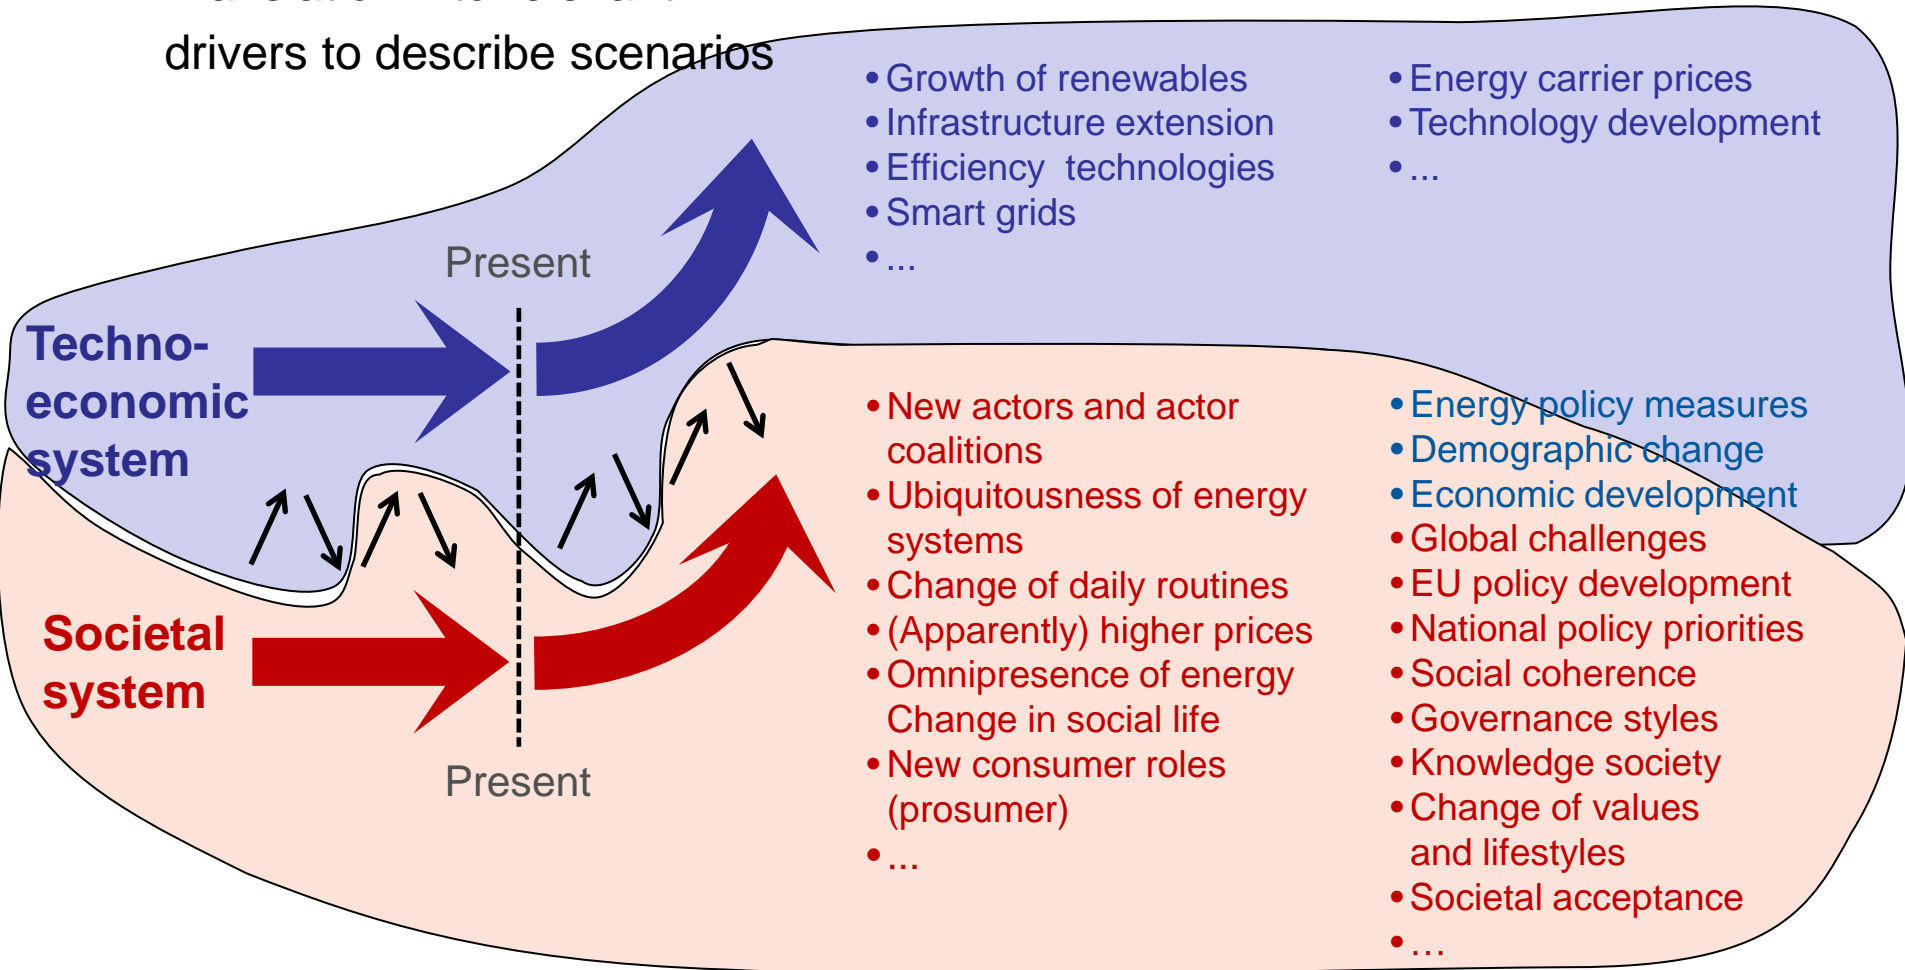 drivers to describe scenarios
• Growth of renewables
• Infrastructure extension
• Efficiency technologies
• Smart grids
• ...
• Energy carrier prices
• Technology development
• ...
Present
Techno-
economic
system
• New actors and actor
coalitions
• Ubiquitousness of energy
systems
• Change of daily routines
• (Apparently) higher prices
• Omnipresence of energy
Change in social life
• New consumer roles
(prosumer)
• ...
• Energy policy measures
• Demographic change
• Economic development
• Global challenges
• EU policy development
• National policy priorities
• Social coherence
• Governance styles
• Knowledge society
• Change of values
and lifestyles
• Societal acceptance
• ...
Societal
system
Present